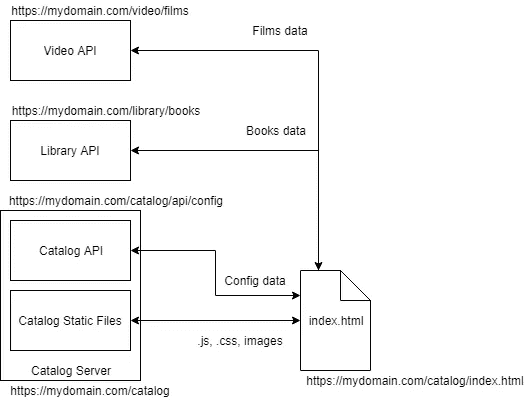 https://mydomain.com/video/films
Films data
Video API
https://mydomain.com/library/books
Books data
Library API
https://mydomain.com/catalog/api/config
Catalog API
Config data
Catalog Static Files
index.html
.js, .css, images
Catalog Server
https://mydomain.com/catalog/index.html
https://mydomain.com/catalog